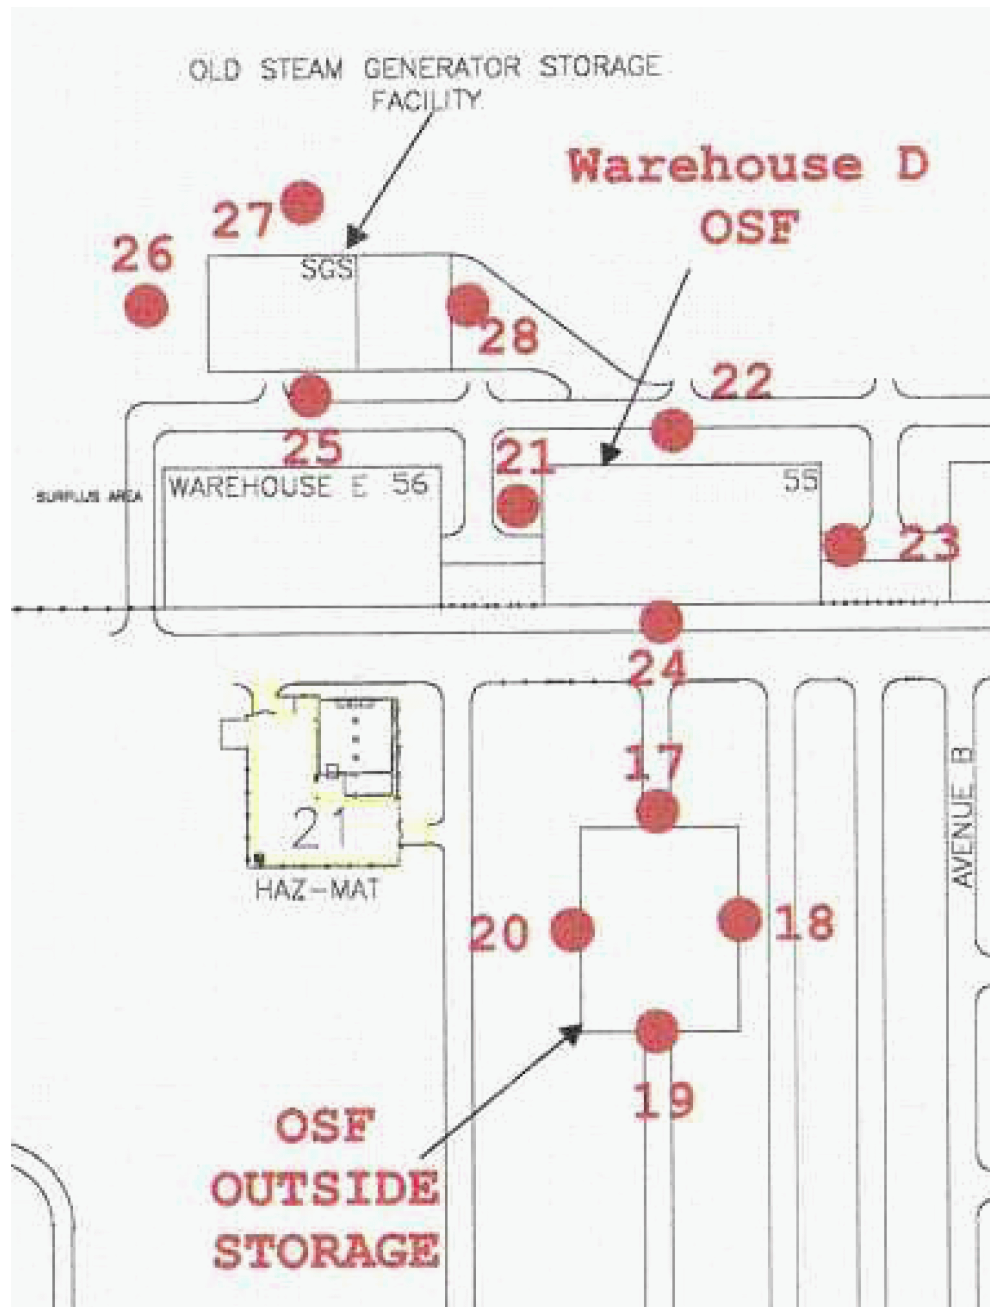 OLD STEAM GENERATOR STORAGE
FACILITY
Warehouse D
OSF
27
26
SGS
28
22
25
21
SURPLUS AREA
WAREHOUSE E 56
55
23
24
17
AVENUE B
21
HAZ-MAT
20
18
19
OSF
OUTSIDE
STORAGE